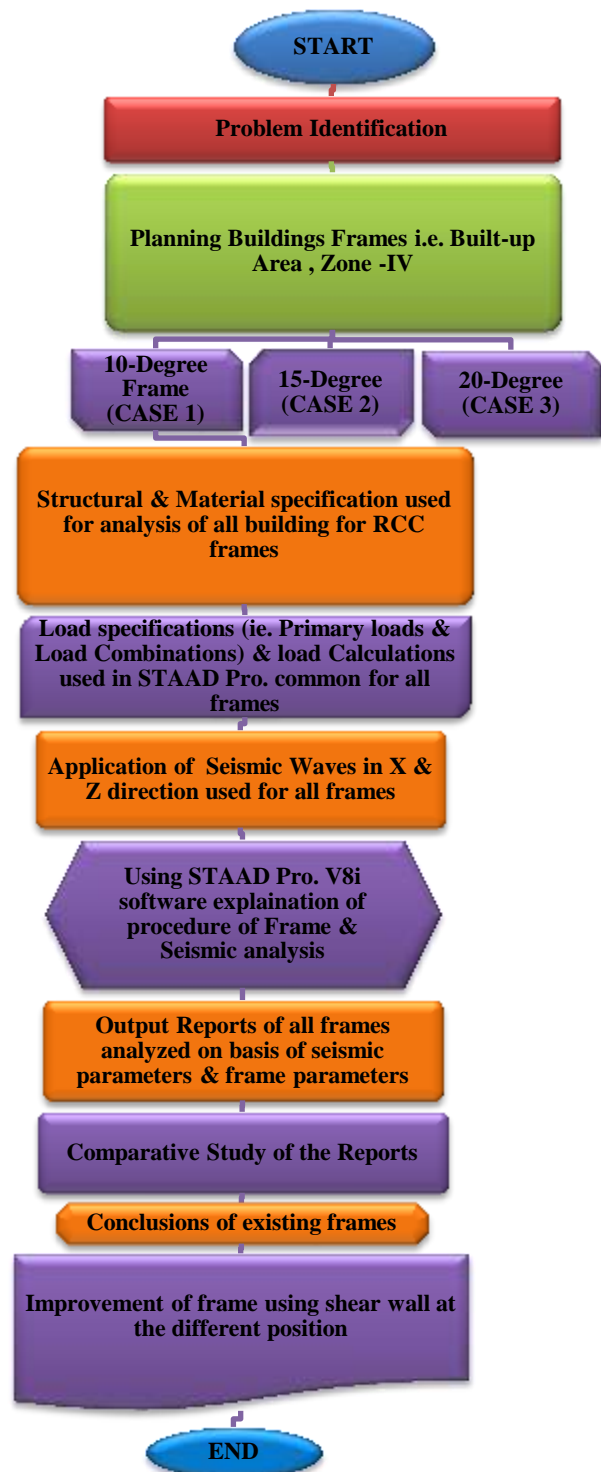 START
Problem Identification
Planning Buildings Frames i.e. Built-up
Area , Zone -IV
10-Degree
Frame
(CASE 1)
15-Degree
(CASE 2)
20-Degree
(CASE 3)
Structural & Material specification used
for analysis of all building for RCC
frames
Load specifications (ie. Primary loads &
Load Combinations) & load Calculations
used in STAAD Pro. common for all
frames
Application of Seismic Waves in X &
Z direction used for all frames
Using STAAD Pro. V8i
software explaination of
procedure of Frame &
Seismic analysis
Output Reports of all frames
analyzed on basis of seismic
parameters & frame parameters
Comparative Study of the Reports
Conclusions of existing frames
Improvement of frame using shear wall at
the different position
END